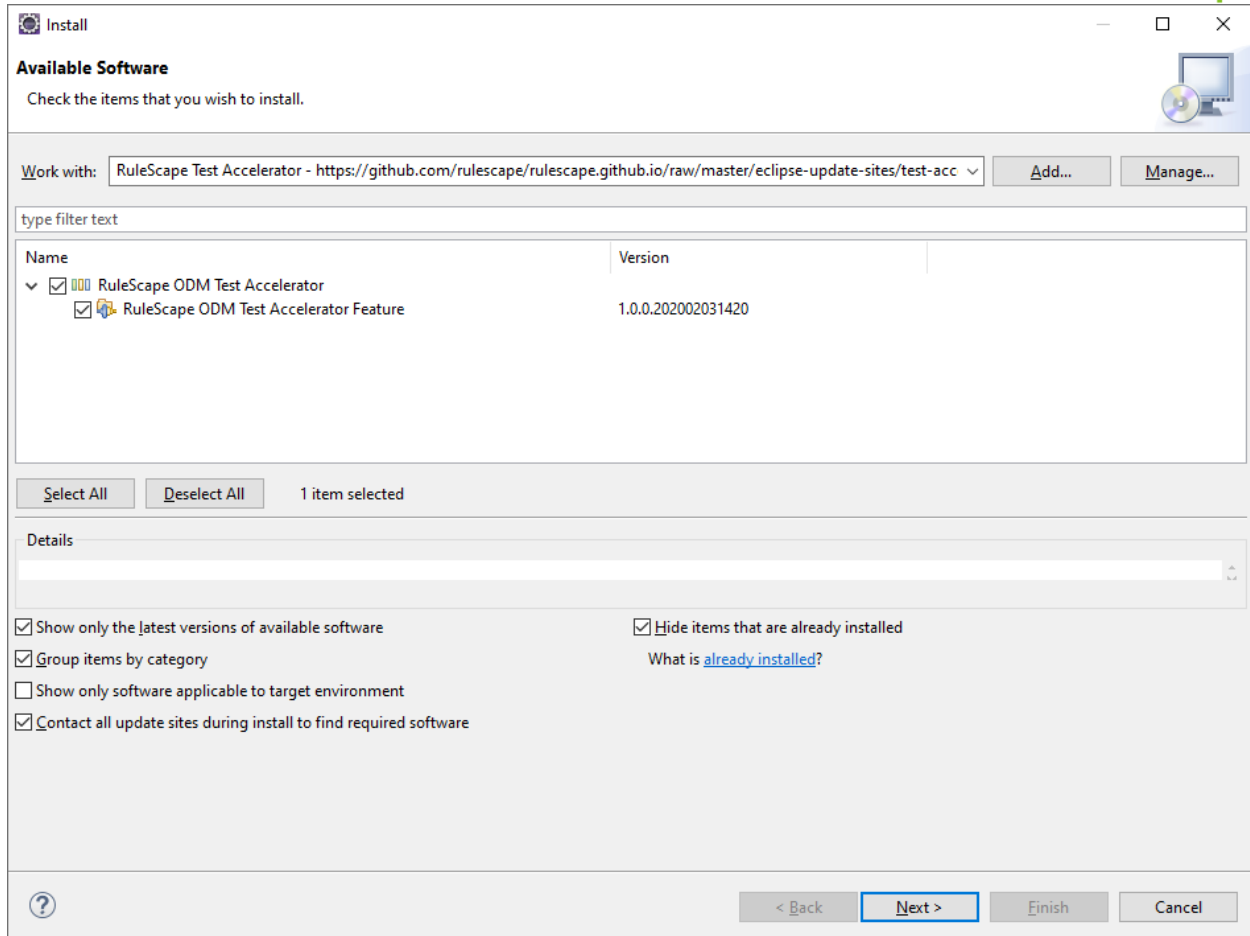 Install
Available Software
Check the items that you wish to install.
Work with: RuleScape Test Accelerator - https://github.com/rulescape/rulescape.github.io/raw/master/eclipse-update-sites/test-acc Add... Manage...
type filter text
Name Version
RuleScape ODM Test Accelerator
RuleScape ODM Test Accelerator Feature 1.0.0.202002031420
Select All Deselect All 1 item selected
Details
Show only the latest versions of available software Hide items that are already installed
Group items by category What is already installed?
Show only software applicable to target environment
Contact all update sites during install to find required software
< Back Next > Finish Cancel